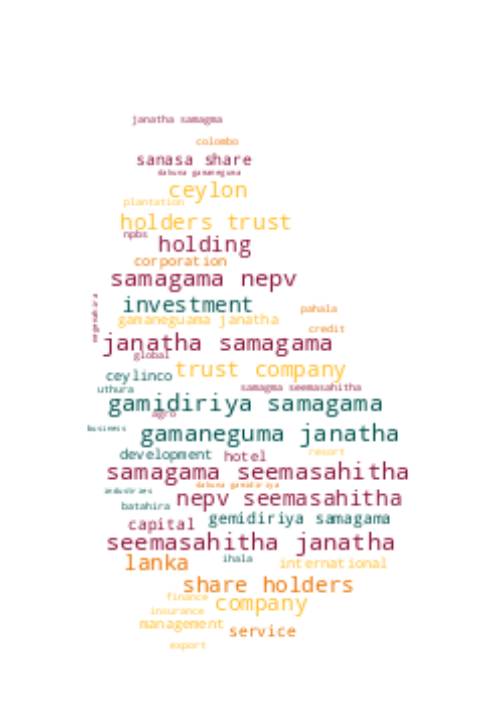 janatha samagma
colombo
sanasa share
dakuna gamaneguma
ceylon
plantation
holders trust
npbs
holding
corporation
samagama nepv
investment
pahala
gamaneguama janatha
credit
janatha samagama
global
trust company
ceylinco
samagma seemasahitha
uthura
gamidiriya samagama
agro
business
gamaneguma janatha
development hotel
resort
samagama seemasahitha
dakuna gamidiriya
industries
nepv seemasahitha
batahira
gemidiriya samagama
capital
seemasahitha janatha
ihala
lanka
international
share holders
finance
company
insurance
management
service
export